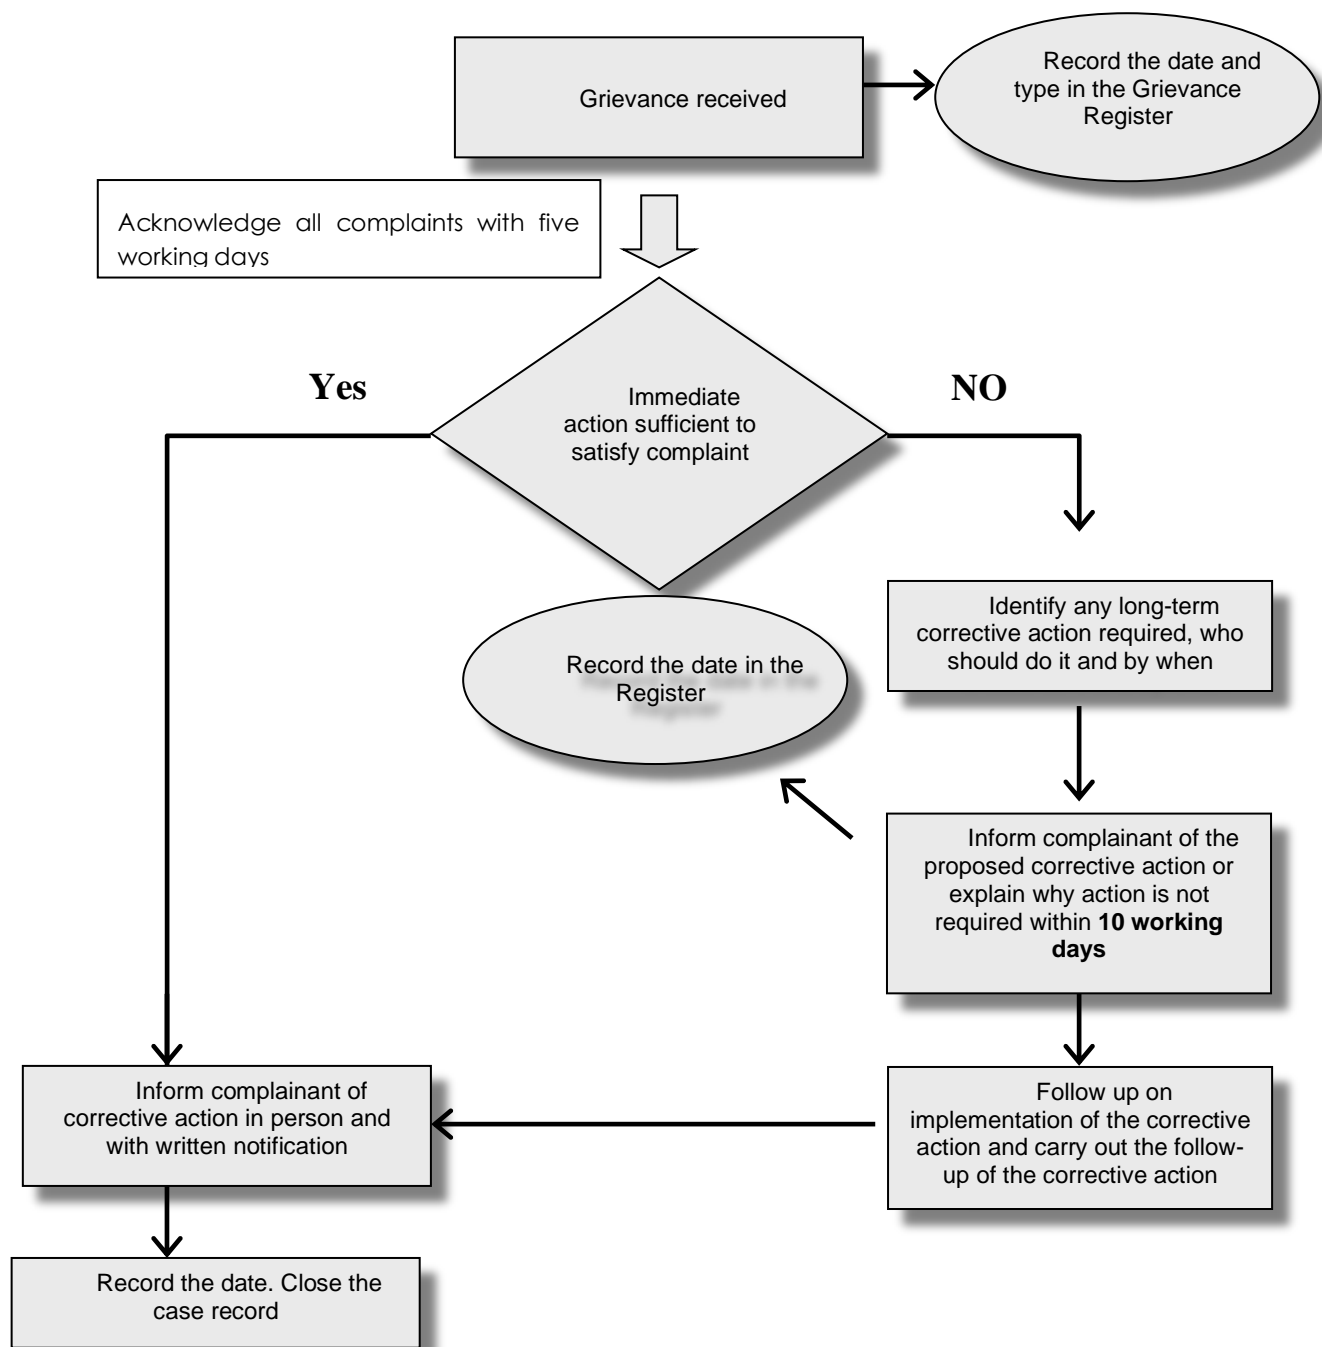 Grievance received
Record the date and
type in the Grievance
Register
Acknowledge all complaints with five
working days
Yes
Immediate
action sufficient to
satisfy complaint
NO
Identify any long-term
corrective action required, who
should do it and by when
Record the date in the
Register
Inform complainant of the
proposed corrective action or
explain why action is not
required within 10 working
days
Inform complainant of
corrective action in person and
with written notification
Follow up on
implementation of the corrective
action and carry out the follow-
up of the corrective action
Record the date. Close the
case record